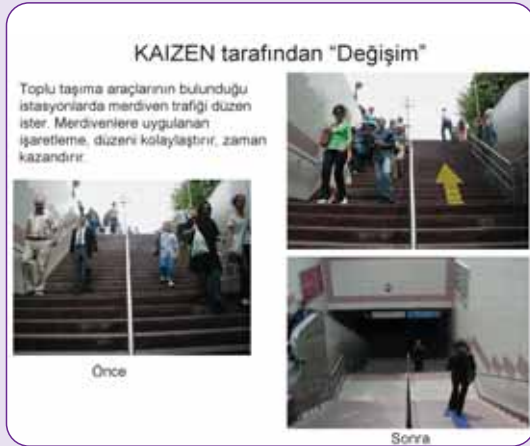 KAIZEN tarafından “Değişim”
Toplu taşıma araçlarının bulunduğu
istasyonlarda merdiven trafiği düzen
ister. Merdivenlere uygulanan
işaretleme, düzeni kolaylaştırır, zaman
kazandırır.
Önce
Sonra